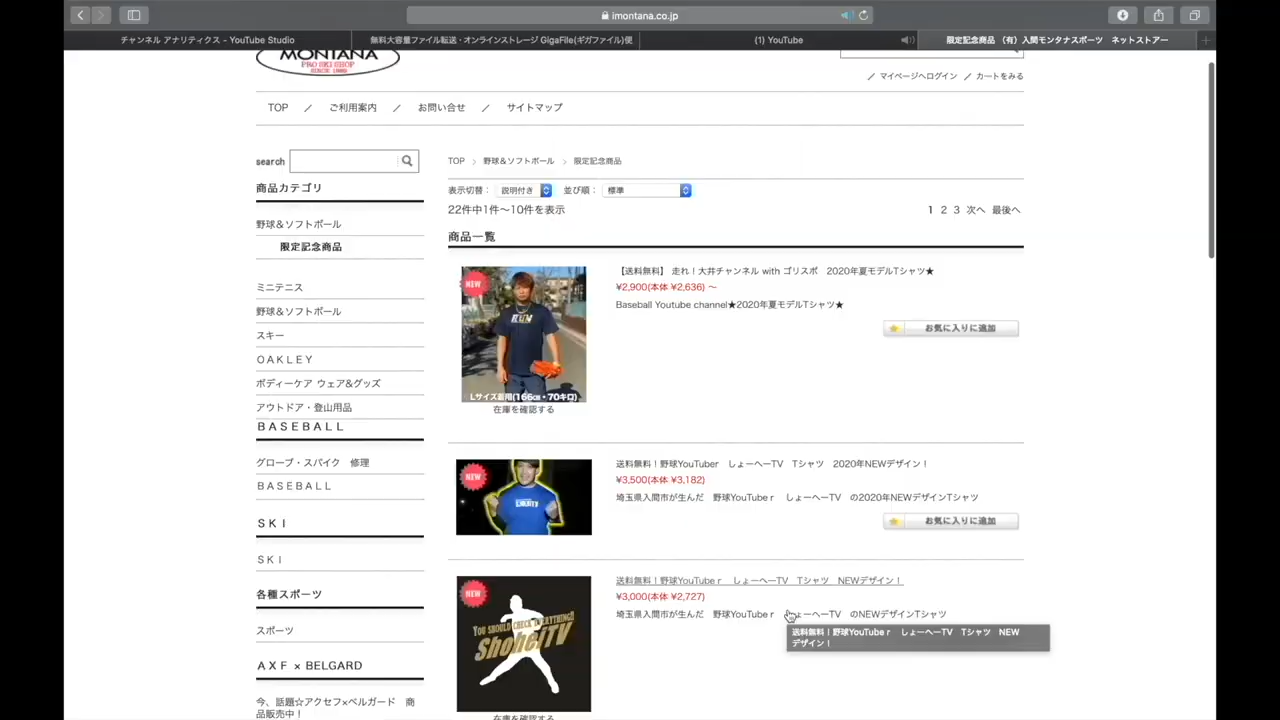 imontana.co.jp
チャンネル アナリティクス - YouTube Studio
無料大容量ファイル転送・オンラインストレージ GigaFile(ギガファイル)便
(1) YouTube
限定記念商品 (有）入間モンタナスポーツ ネットストアー
MONTANA
PRO SKI SHOP
／ マイページへログイン ／ カートをみる
TOP ／ ご利用案内 ／ お問い合せ ／ サイトマップ
search
商品カテゴリ
野球＆ソフトボール
限定記念商品
ミニテニス
野球＆ソフトボール
スキー
ＯＡＫＬＥＹ
ボディーケア ウェア&グッズ
アウトドア・登山用品
ＢＡＳＥＢＡＬＬ
グローブ・スパイク 修理
ＢＡＳＥＢＡＬＬ
ＳＫＩ
ＳＫＩ
各種スポーツ
スポーツ
ＡＸＦ × BELGARD
今、話題☆アクセフ×ベルガード 商
品販売中！
TOP > 野球＆ソフトボール > 限定記念商品
表示切替： 説明付き 並び順： 標準
22件中1件～10件を表示
1 2 3 次へ 最後へ
商品一覧
NEW
RUN
Lサイズ着用(166㎝・70キロ)
在庫を確認する
【送料無料】 走れ！大井チャンネル with ゴリスポ 2020年夏モデルTシャツ★
¥2,900(本体 ¥2,636) ～
Baseball Youtube channel★2020年夏モデルTシャツ★
お気に入りに追加
NEW
送料無料！野球YouTuber しょーへーTV Tシャツ 2020年NEWデザイン！
¥3,500(本体 ¥3,182)
埼玉県入間市が生んだ 野球YouTubeｒ しょーへーTV の2020年NEWデザインTシャツ
お気に入りに追加
NEW
YOU SHOULD CHECK EVERYTHING!!
ShoheiTV
在庫を確認する
送料無料！野球YouTubeｒ しょーへーTV Tシャツ NEWデザイン！
¥3,000(本体 ¥2,727)
埼玉県入間市が生んだ 野球YouTubeｒ しょーへーTV のNEWデザインTシャツ
送料無料！野球YouTubeｒ しょーへーTV Tシャツ NEW
デザイン！